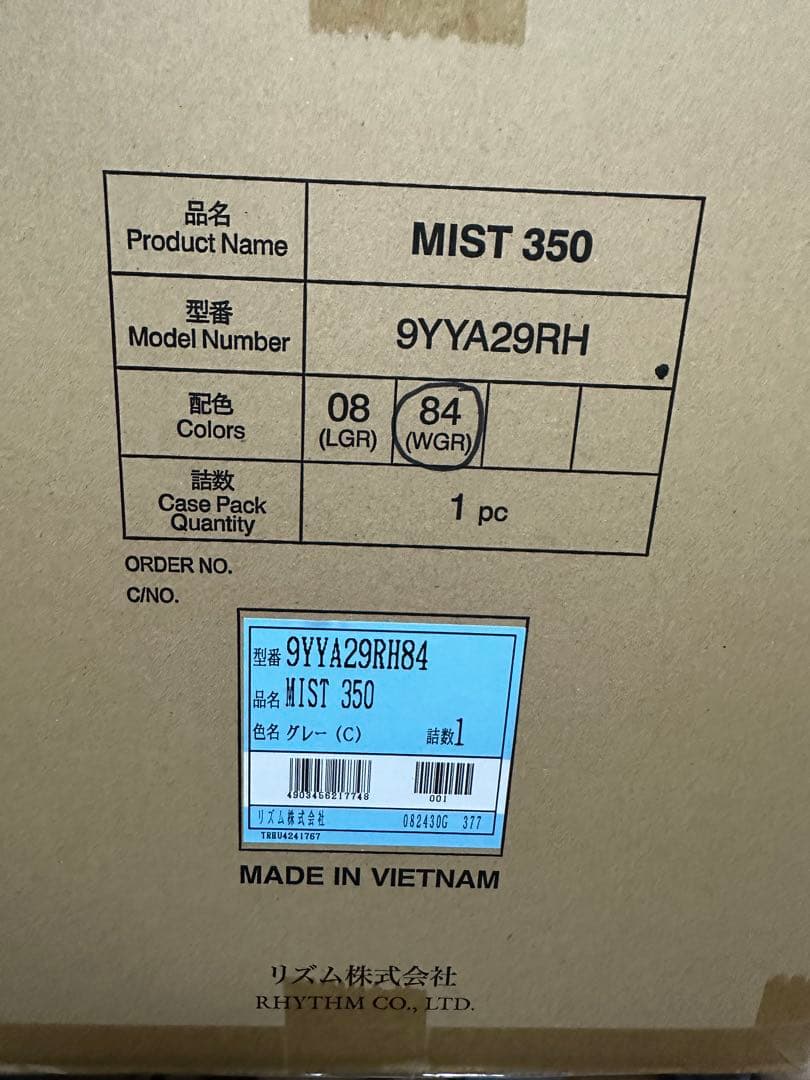 品名
Product Name
MIST 350
型番
Model Number
9YYA29RH
配色
Colors
08
(LGR)
84
(WGR)
詰数
Case Pack
Quantity
1 pc
ORDER NO.
C/NO.
型番 9YYA29RH84
品名 MIST 350
色名 グレー (C) 詰数 1
4903456217748 001
リズム株式会社 082430G 377
TRHU4241767
MADE IN VIETNAM
リズム株式会社
RHYTHM CO., LTD.